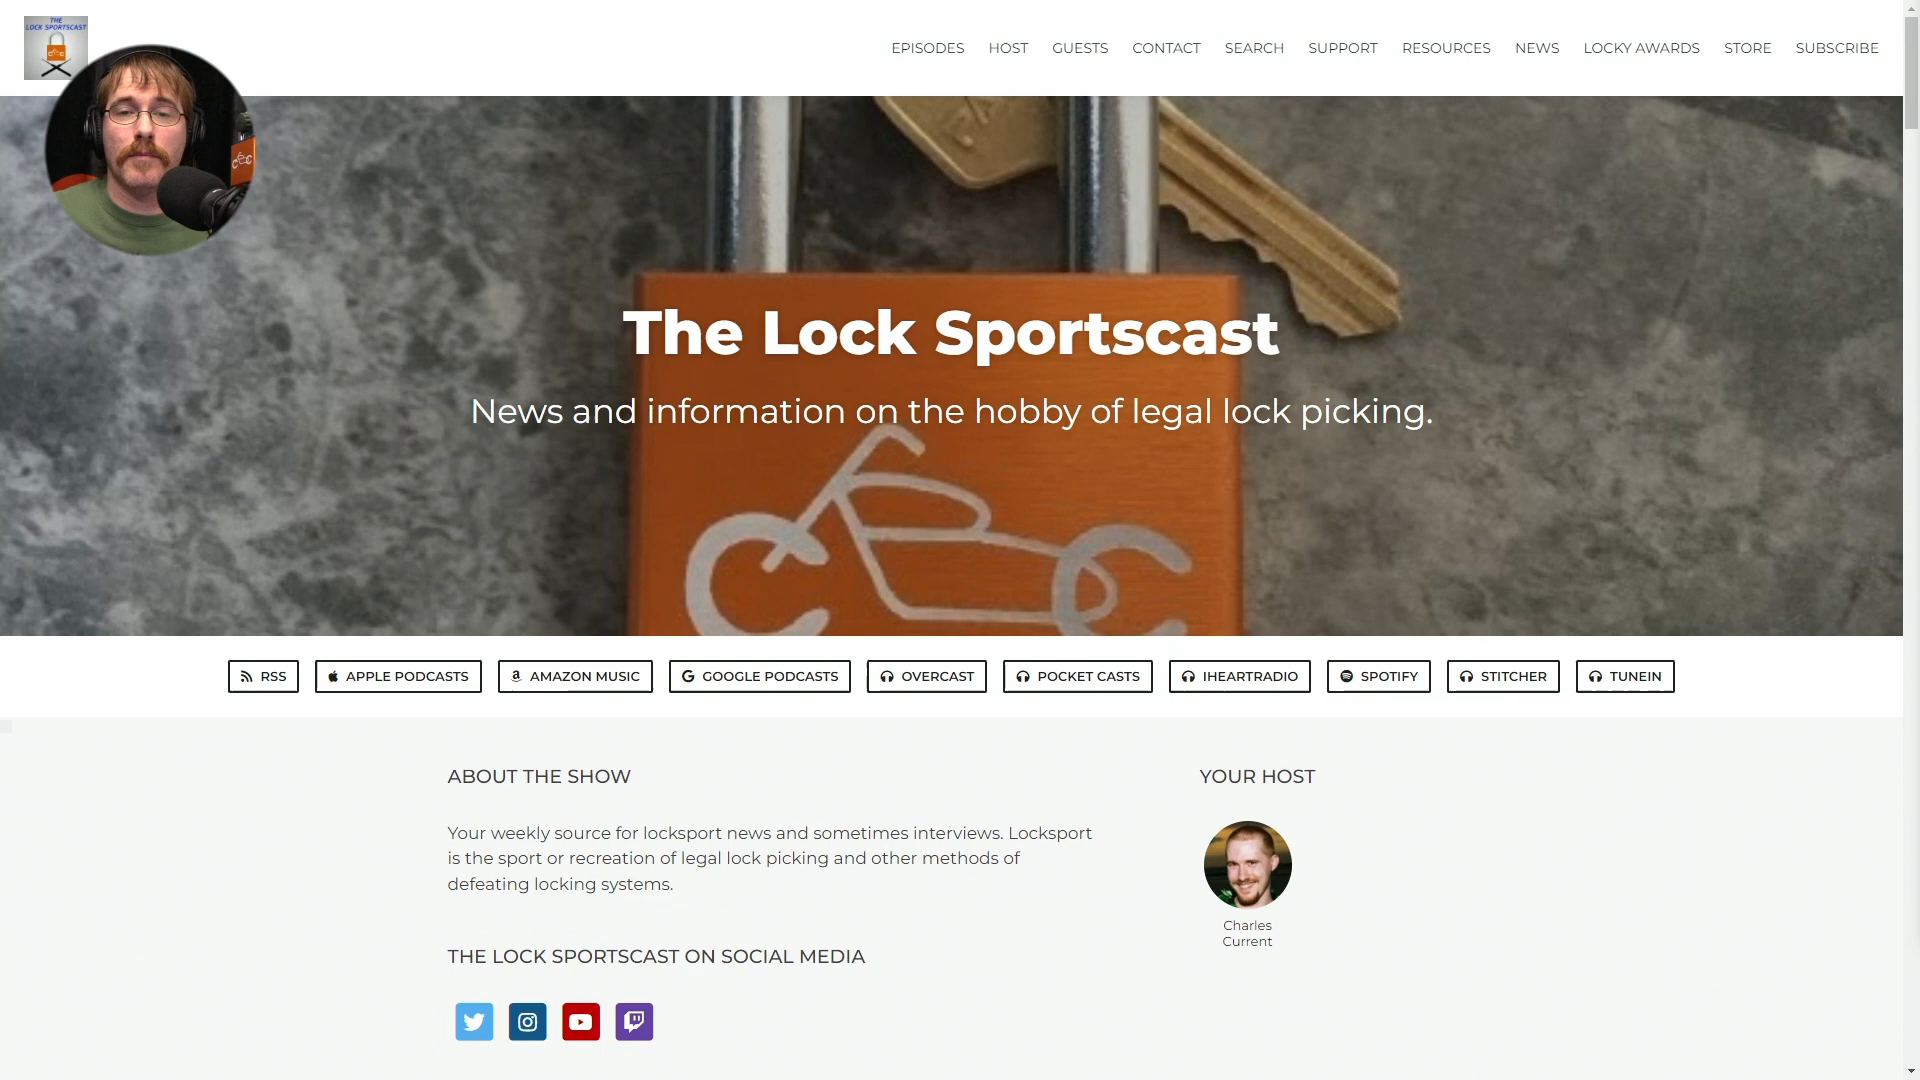 THE
LOCK SPORTSCAST
EPISODES HOST GUESTS CONTACT SEARCH SUPPORT RESOURCES NEWS LOCKY AWARDS STORE SUBSCRIBE
The Lock Sportscast
News and information on the hobby of legal lock picking.
RSS APPLE PODCASTS AMAZON MUSIC GOOGLE PODCASTS OVERCAST POCKET CASTS IHEARTRADIO SPOTIFY STITCHER TUNEIN
ABOUT THE SHOW
Your weekly source for locksport news and sometimes interviews. Locksport
is the sport or recreation of legal lock picking and other methods of
defeating locking systems.
THE LOCK SPORTSCAST ON SOCIAL MEDIA
YOUR HOST
Charles
Current